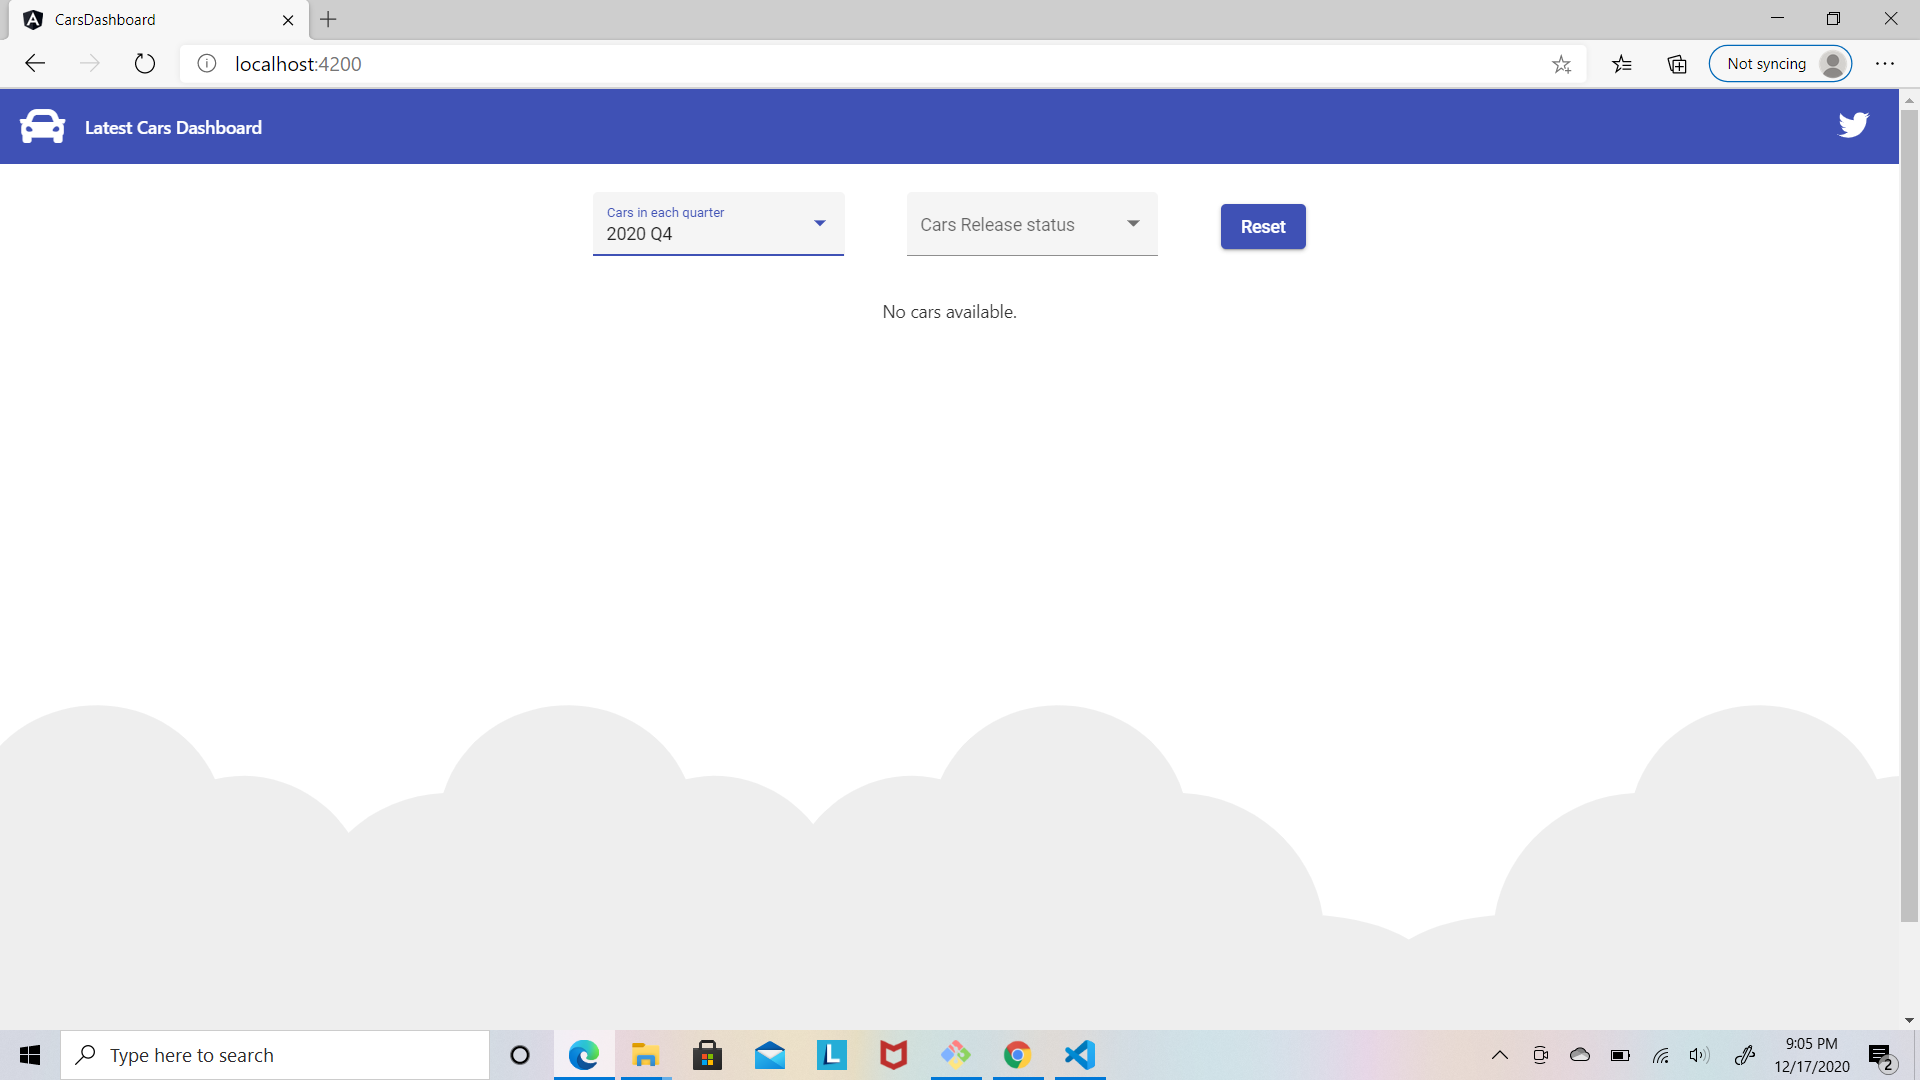 CarsDashboard
localhost:4200
Not syncing
Latest Cars Dashboard
Cars in each quarter
2020 Q4
Cars Release status
Reset
No cars available.
Type here to search
L
9:05 PM
12/17/2020
2